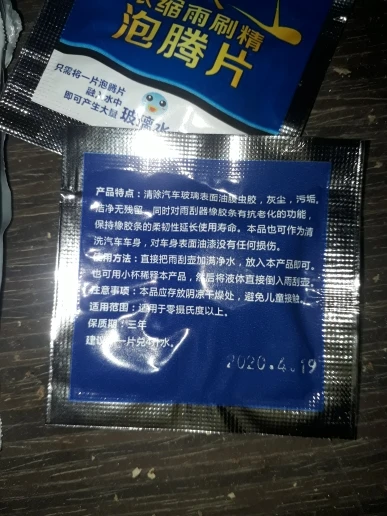 浓缩雨刷精
泡腾片
只需将一片泡腾片
融入水中
即可产生大量
玻璃水
产品特点：清除汽车玻璃表面油膜虫胶，灰尘，污垢，
洁净无残留，同时对雨刮器橡胶条有抗老化的功能，
保持橡胶条的柔韧性延长使用寿命。本品也可作为清
洗汽车车身，对车身表面油漆没有任何损伤。
使用方法：直接把雨刮壶加满净水，放入本产品即可。
也可用小杯稀释本产品，然后将液体直接倒入雨刮壶。
注意事项：本品应存放阴凉干燥处，避免儿童接触。
适用范围：适用于零摄氏度以上。
保质期：三年
建议：一片兑 水。
2020.4.19